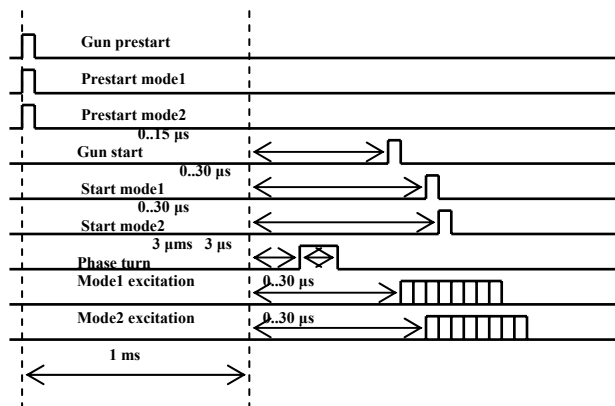 Gun prestart
Prestart mode1
Prestart mode2
0..15 µs
Gun start
0..30 µs
Start mode1
0..30 µs
Start mode2
3 µms 3 µs
Phase turn
Mode1 excitation 0..30 µs
Mode2 excitation 0..30 µs
1 ms